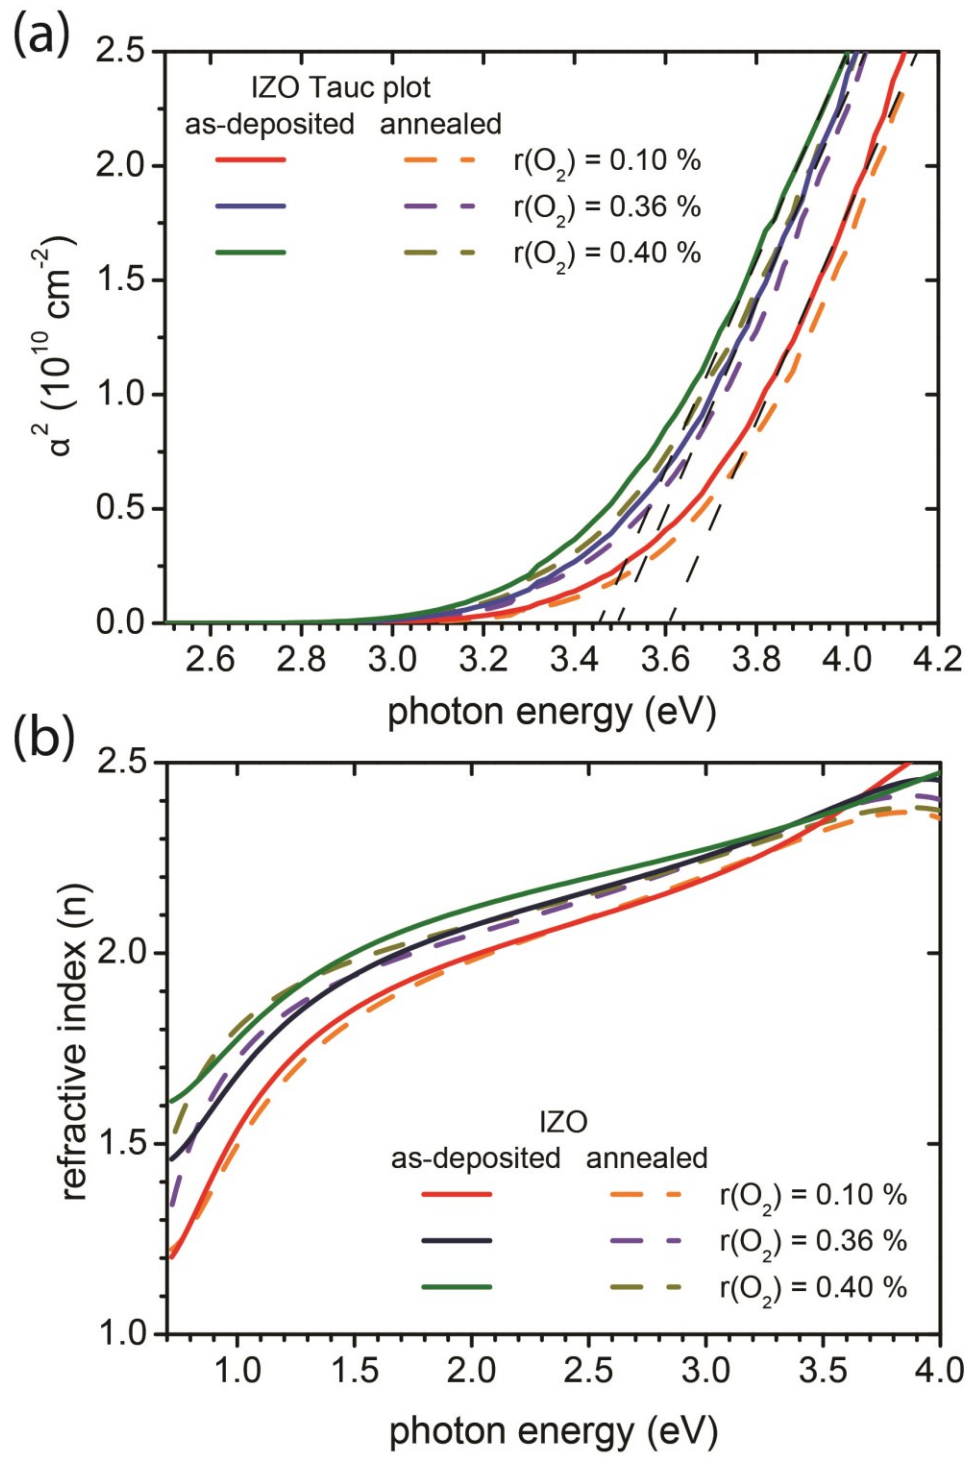 (a)
2.5
2.0
1.5
1.0
0.5
0.0
α² (10¹⁰ cm⁻²)
IZO Tauc plot
as-deposited annealed
r(O₂) = 0.10 %
r(O₂) = 0.36 %
r(O₂) = 0.40 %
2.6 2.8 3.0 3.2 3.4 3.6 3.8 4.0 4.2
photon energy (eV)
(b)
2.5
2.0
1.5
1.0
refractive index (n)
IZO
as-deposited annealed
r(O₂) = 0.10 %
r(O₂) = 0.36 %
r(O₂) = 0.40 %
1.0 1.5 2.0 2.5 3.0 3.5 4.0
photon energy (eV)